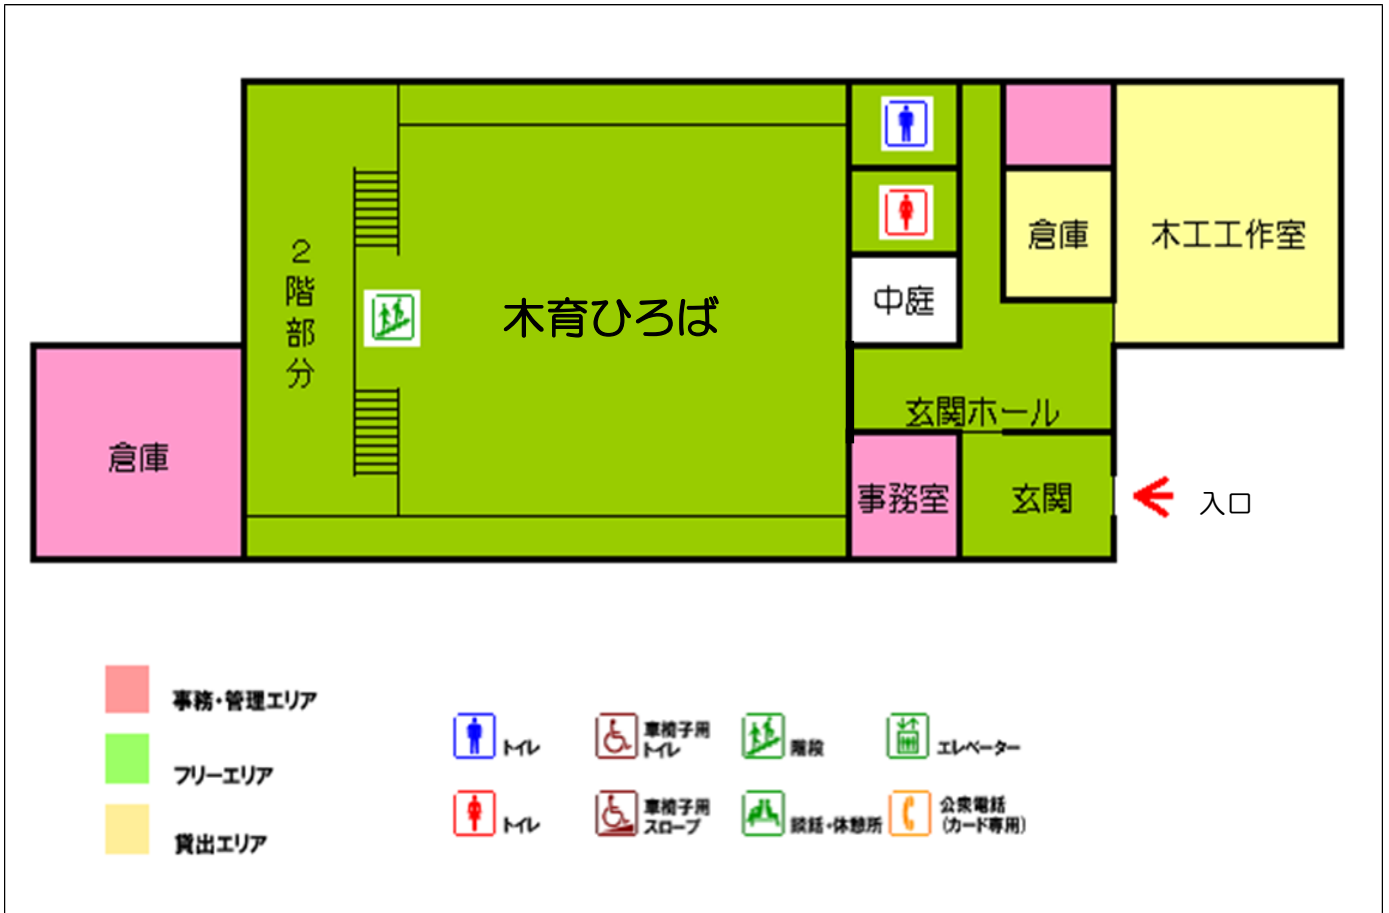 2階部分
木育ひろば
中庭
倉庫
木工工作室
玄関ホール
倉庫
事務室
玄関
入口
事務・管理エリア
フリーエリア
貸出エリア
トイレ
車椅子用
トイレ
階段
エレベーター
トイレ
車椅子用
スロープ
談話・休憩所
公衆電話
(カード専用)